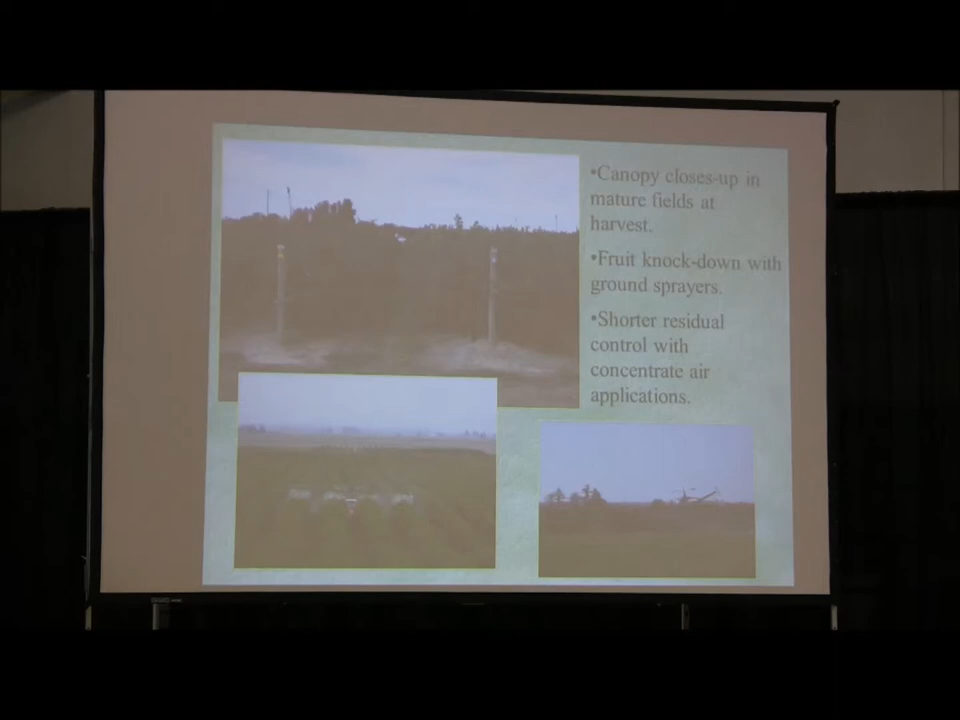 •Canopy closes-up in
mature fields at
harvest.
•Fruit knock-down with
ground sprayers.
•Shorter residual
control with
concentrate air
applications.